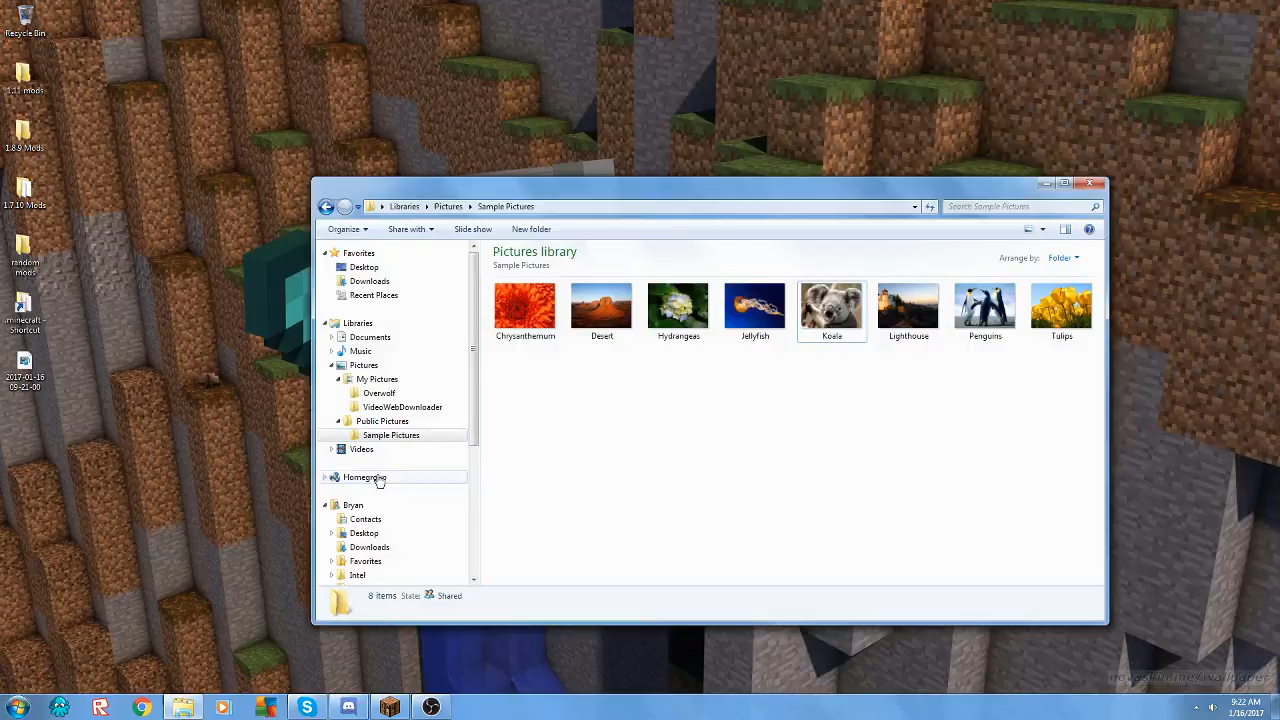 Recycle Bin
1.11 mods
1.8.9 Mods
1.7.10 Mods
random
mods
.minecraft -
Shortcut
2017-01-16
09-21-00
Libraries
Pictures
Sample Pictures
Search Sample Pictures
Organize
Share with
Slide show
New folder
Favorites
Desktop
Downloads
Recent Places
Libraries
Documents
Music
Pictures
My Pictures
Overwolf
VideoWebDownloader
Public Pictures
Sample Pictures
Videos
Homegroup
Bryan
Contacts
Desktop
Downloads
Favorites
Intel
Pictures library
Sample Pictures
Arrange by:
Folder
Chrysanthemum
Desert
Hydrangeas
Jellyfish
Koala
Lighthouse
Penguins
Tulips
8 items
State:
Shared
novaskin.me/wallpaper
9:22 AM
1/16/2017